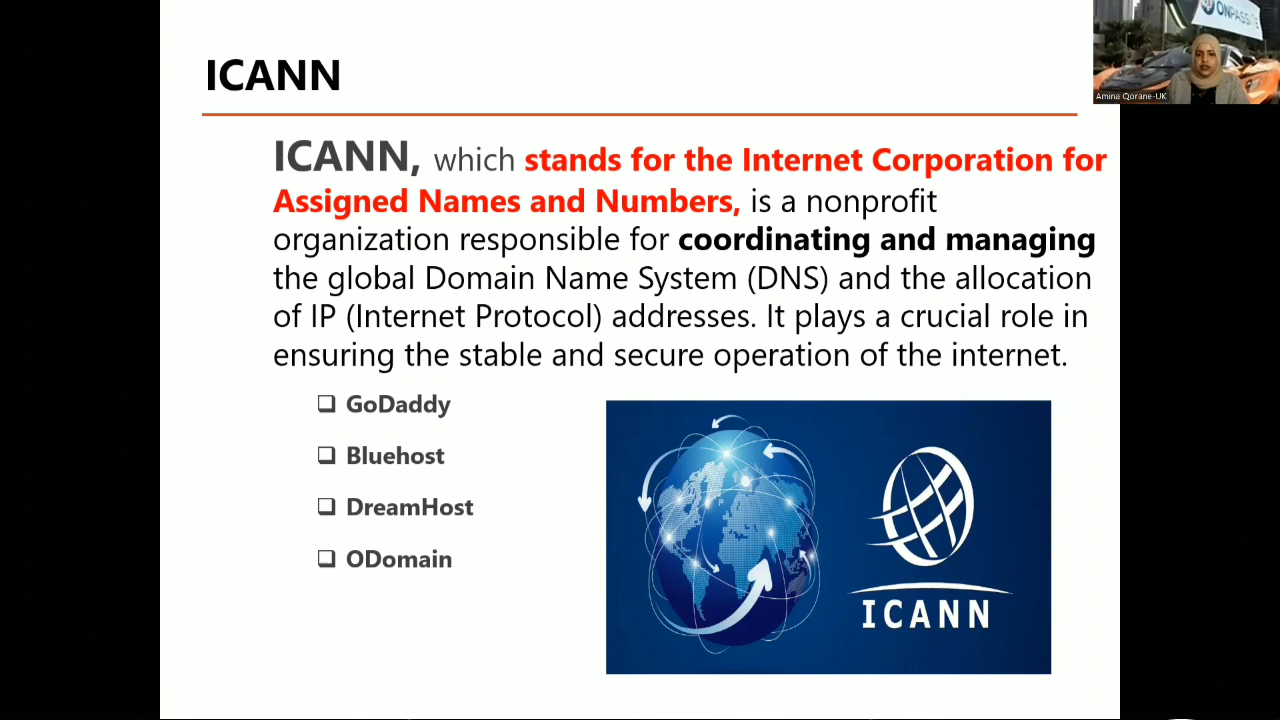 ICANN
ICANN, which stands for the Internet Corporation for
Assigned Names and Numbers, is a nonprofit
organization responsible for coordinating and managing
the global Domain Name System (DNS) and the allocation
of IP (Internet Protocol) addresses. It plays a crucial role in
ensuring the stable and secure operation of the internet.
GoDaddy
Bluehost
DreamHost
ODomain
ICANN
Amina Qorane-UK